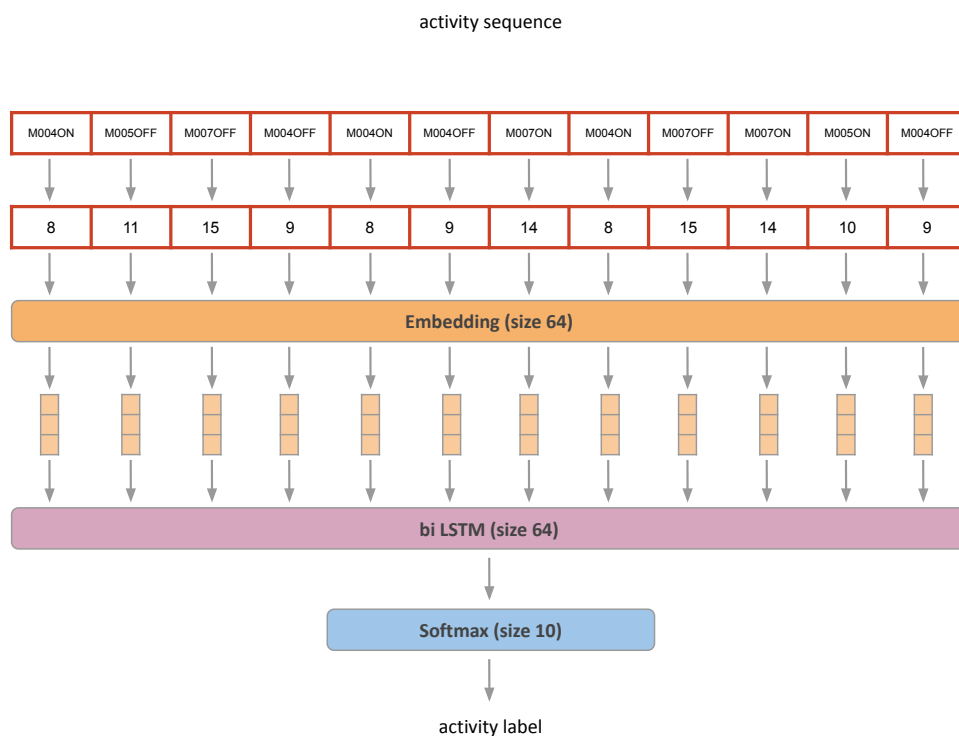 activity sequence
M004ON M005OFF M007OFF M004OFF M004ON M004OFF M007ON M004ON M007OFF M007ON M005ON M004OFF
8 11 15 9 8 9 14 8 15 14 10 9
Embedding (size 64)
bi LSTM (size 64)
Softmax (size 10)
activity label